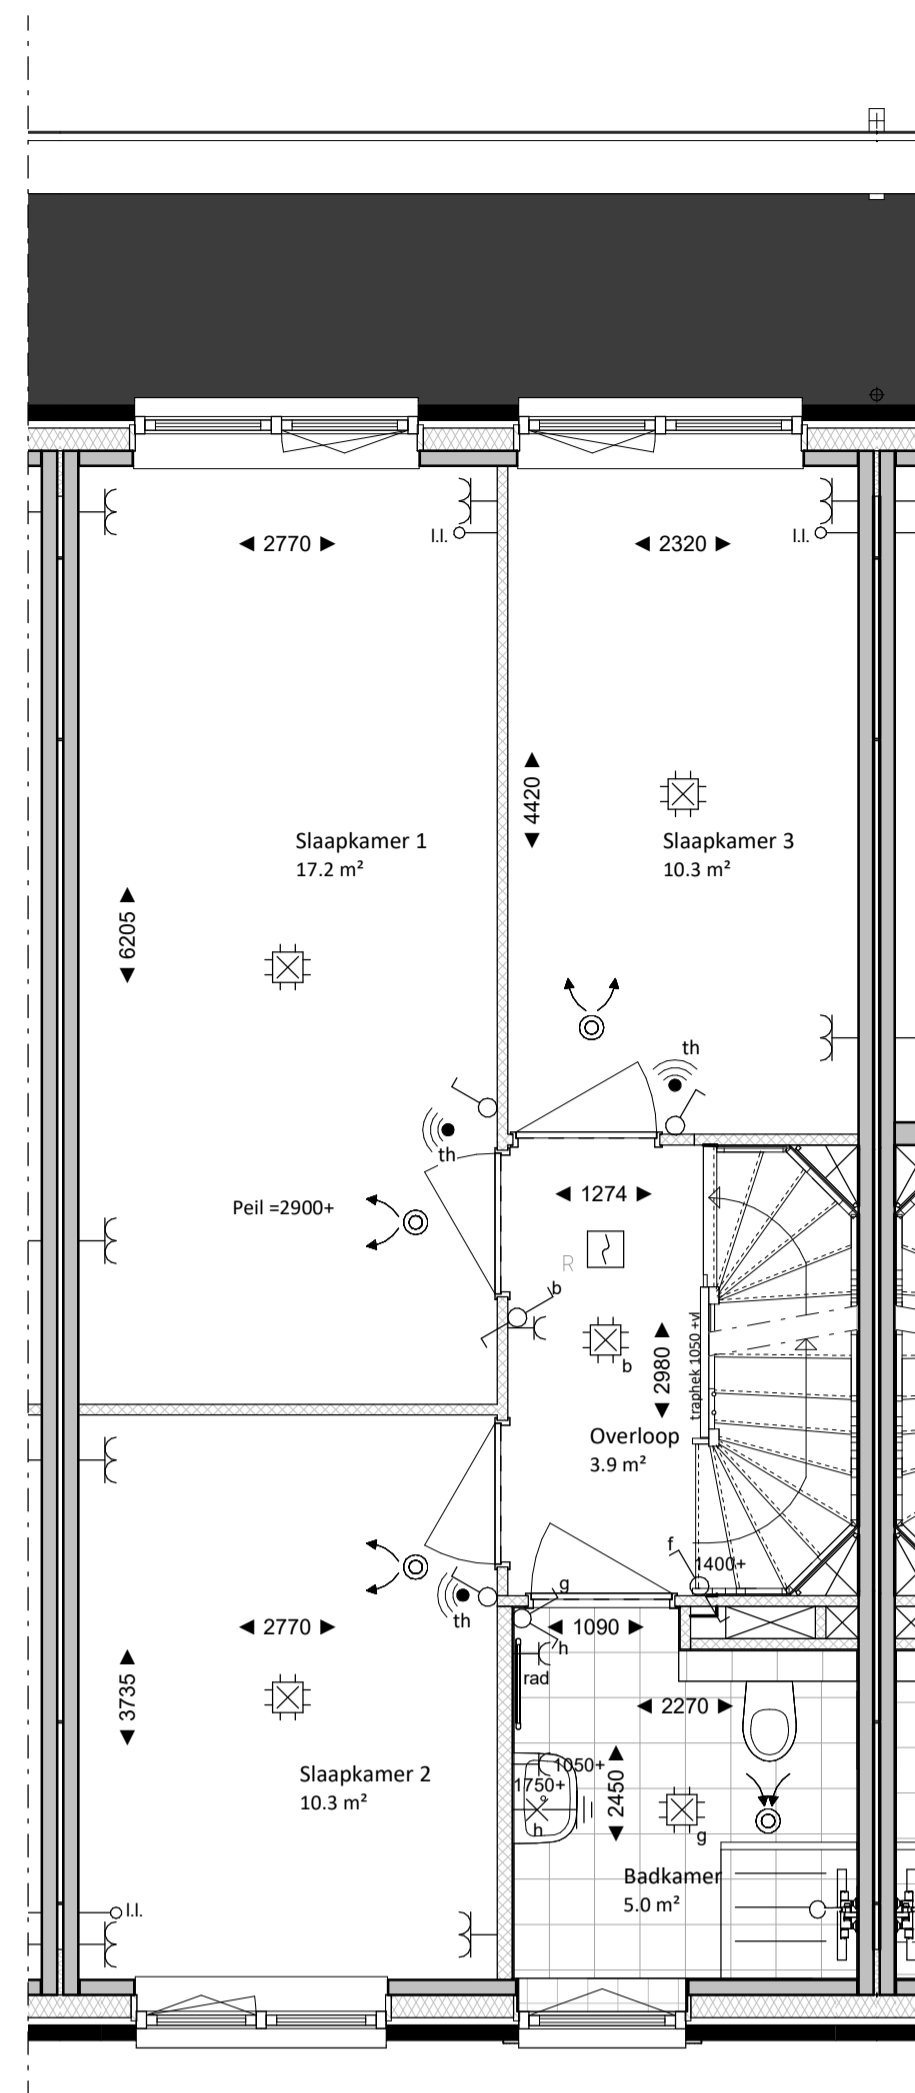 ◄ 2770 ►
◄ 2320 ►
l.l.
l.l.
◄ 4420 ►
Slaapkamer 1
17.2 m²
Slaapkamer 3
10.3 m²
◄ 6205 ►
th
th
Peil =2900+
◄ 1274 ►
R
b
b
◄ 2980 ►
traphek 1050 +vl
Overloop
3.9 m²
f
1400+
g
th
◄ 2770 ►
◄ 1090 ►
h
rad
◄ 3735 ►
◄ 2270 ►
1050+
1750+
◄ 2450 ►
h
g
Slaapkamer 2
10.3 m²
Badkamer
5.0 m²
l.l.